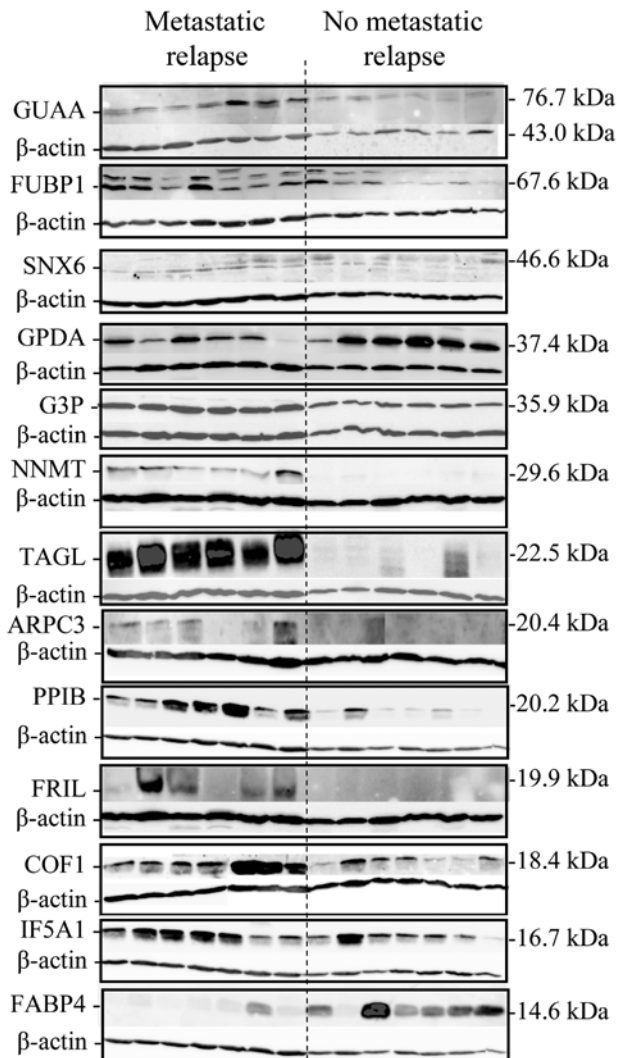 Metastatic relapse
No metastatic relapse
GUAA
- 76.7 kDa
β-actin
- 43.0 kDa
FUBP1
-67.6 kDa
β-actin
SNX6
-46.6 kDa
β-actin
GPDA
-37.4 kDa
β-actin
G3P
-35.9 kDa
β-actin
NNMT
-29.6 kDa
β-actin
TAGL
-22.5 kDa
β-actin
ARPC3
-20.4 kDa
β-actin
PPIB
-20.2 kDa
β-actin
FRIL
-19.9 kDa
β-actin
COF1
-18.4 kDa
β-actin
IF5A1
-16.7 kDa
β-actin
FABP4
-14.6 kDa
β-actin